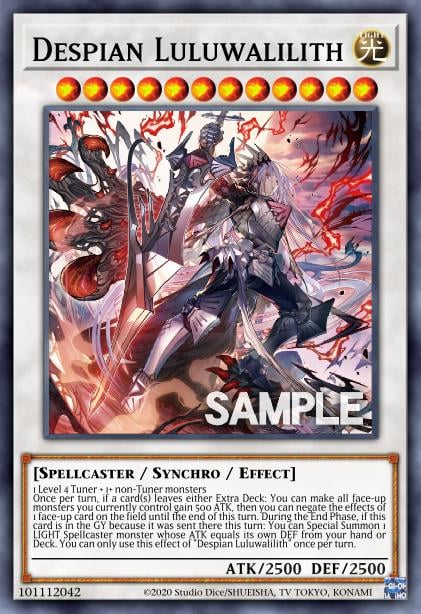 Despian Luluwalilith
LIGHT
光
SAMPLE
[Spellcaster / Synchro / Effect]
1 Level 4 Tuner + 1+ non-Tuner monsters
Once per turn, if a card(s) leaves either Extra Deck: You can make all face-up
monsters you currently control gain 500 ATK, then you can negate the effects of
1 face-up card on the field until the end of this turn. During the End Phase, if this
card is in the GY because it was sent there this turn: You can Special Summon 1
LIGHT Spellcaster monster whose ATK equals its own DEF from your hand or
Deck. You can only use this effect of "Despian Luluwalilith" once per turn.
ATK/2500 DEF/2500
101112042
©2020 Studio Dice/SHUEISHA, TV TOKYO, KONAMI